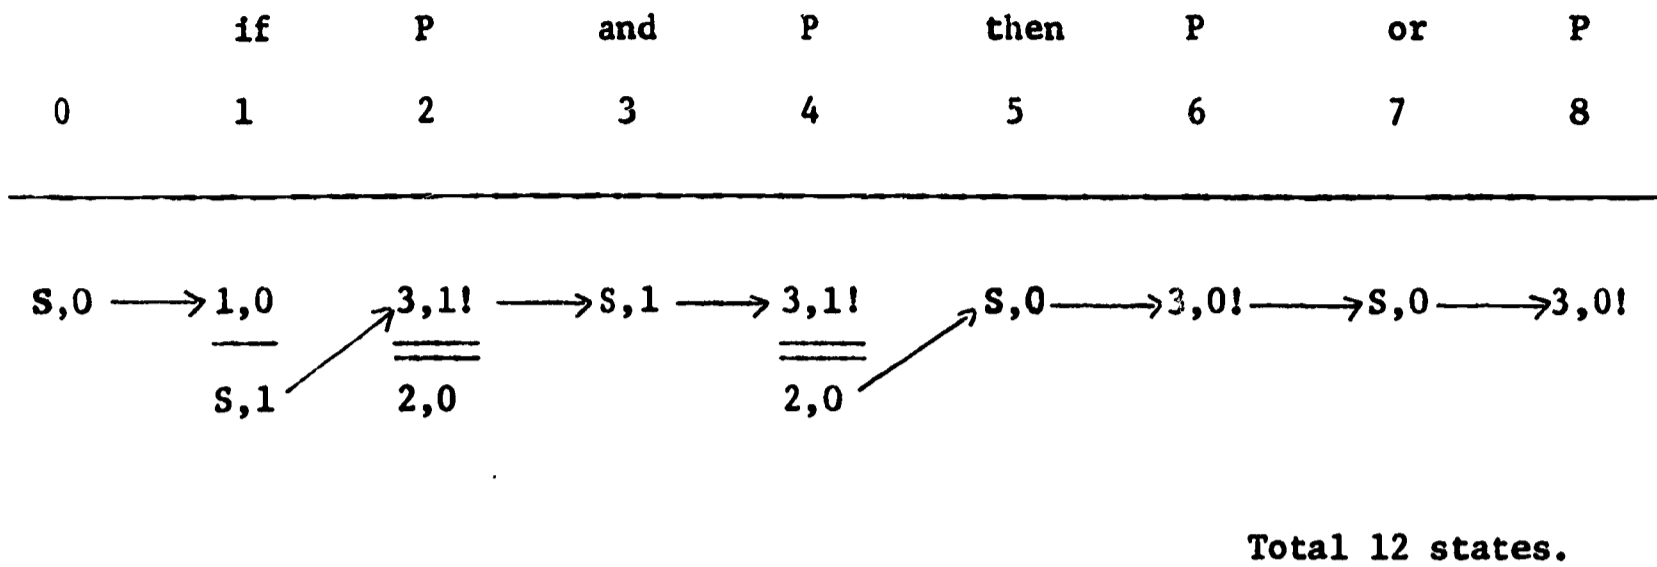 if P and P then P or P
0 1 2 3 4 5 6 7 8
S,0 1,0 3,1! S,1 3,1! S,0 3,0! S,0 3,0!
S,1 2,0 2,0
Total 12 states.